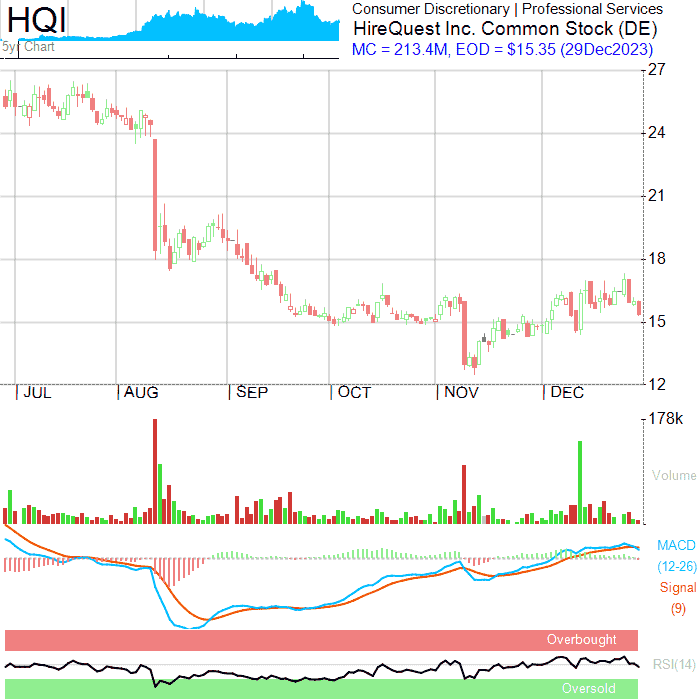 HQI
5yr Chart
Consumer Discretionary | Professional Services
HireQuest Inc. Common Stock (DE)
MC = 213.4M, EOD = $15.35 (29Dec2023)
27
24
21
18
15
12
JUL AUG SEP OCT NOV DEC
178k
Volume
MACD
(12-26)
Signal
(9)
Overbought
RSI(14)
Oversold